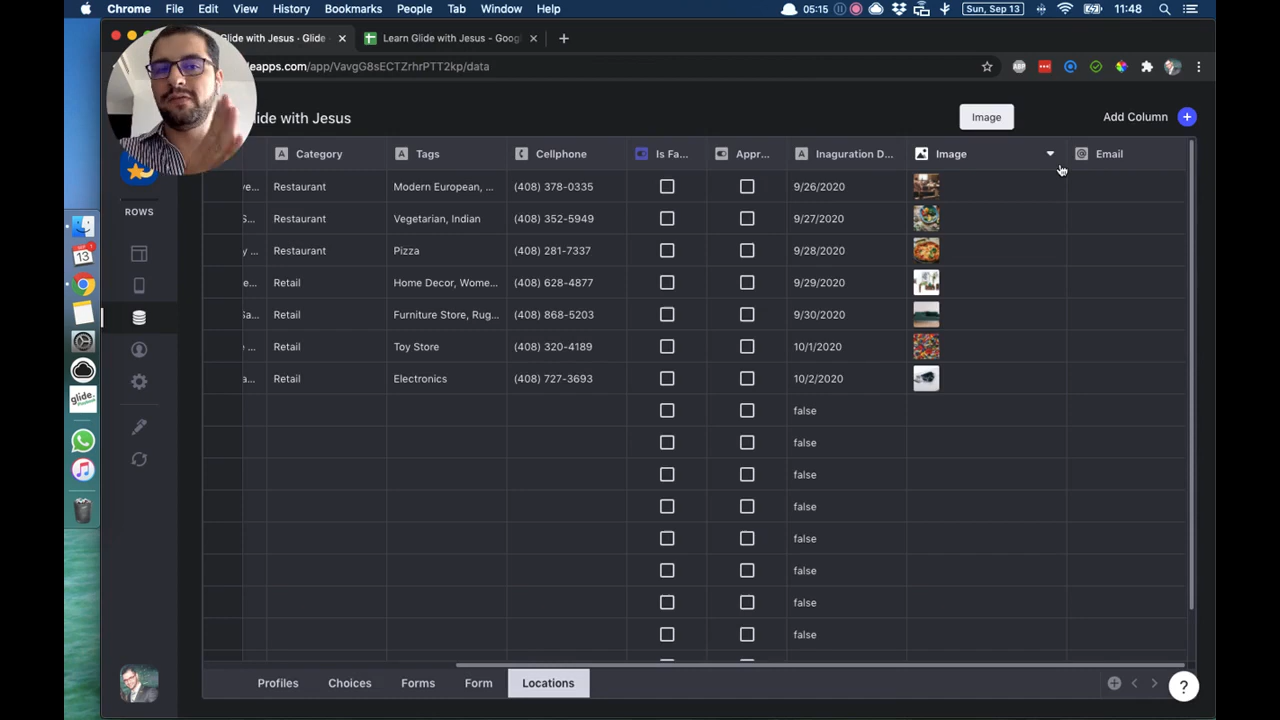 Chrome File Edit View History Bookmarks People Tab Window Help 05:15 Sun, Sep 13 11:48
Glide with Jesus - Glide Learn Glide with Jesus - Goog
eapps.com/app/VavgG8sECTZrhrPTT2kp/data
lide with Jesus Image Add Column
Category Tags Cellphone Is Fa... Appr... Inaguration D... Image Email
ve... Restaurant Modern European, ... (408) 378-0335 9/26/2020
S... Restaurant Vegetarian, Indian (408) 352-5949 9/27/2020
y ... Restaurant Pizza (408) 281-7337 9/28/2020
e... Retail Home Decor, Wome... (408) 628-4877 9/29/2020
Sa... Retail Furniture Store, Rug... (408) 868-5203 9/30/2020
... Retail Toy Store (408) 320-4189 10/1/2020
a... Retail Electronics (408) 727-3693 10/2/2020
false
false
false
false
false
false
false
false
ROWS
13
glide.
Profiles Choices Forms Form Locations
?